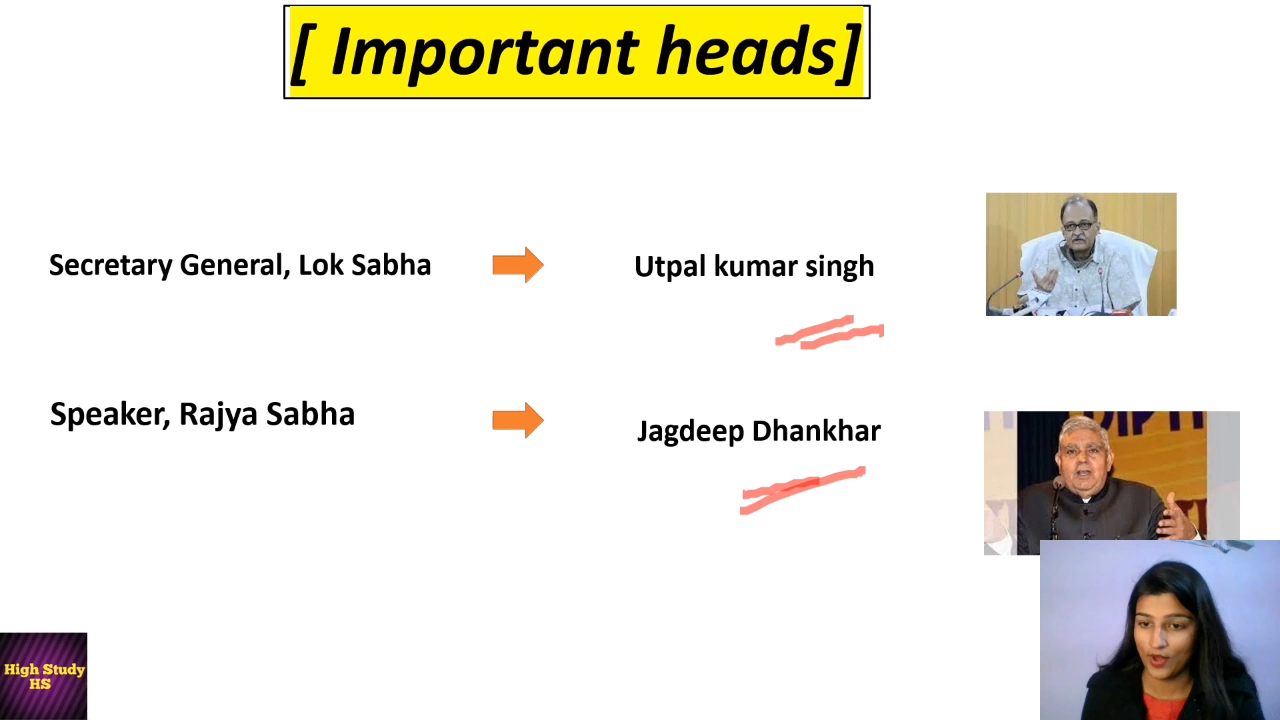 [ Important heads]
Secretary General, Lok Sabha
Utpal kumar singh
Speaker, Rajya Sabha
Jagdeep Dhankhar
High Study
HS